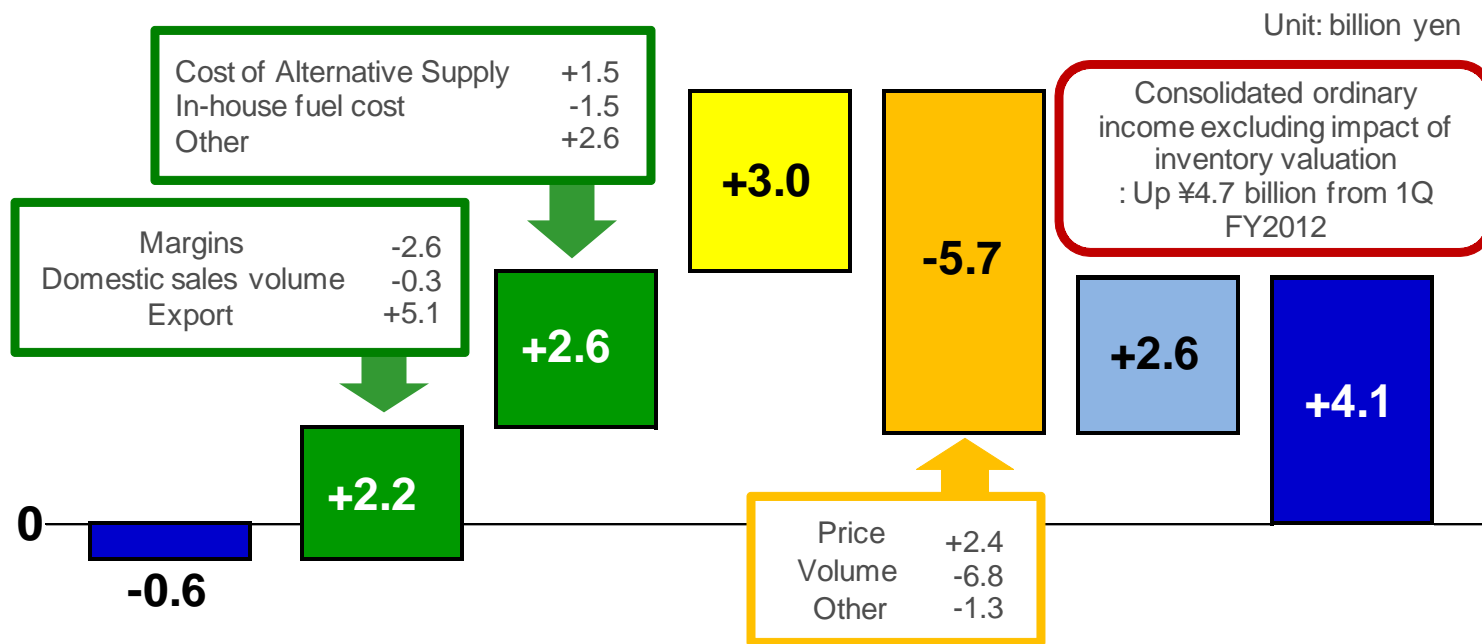 Unit: billion yen
Cost of Alternative Supply +1.5
In-house fuel cost -1.5
Other +2.6
Consolidated ordinary
income excluding impact of
inventory valuation
: Up ¥4.7 billion from 1Q
FY2012
Margins -2.6
Domestic sales volume -0.3
Export +5.1
+3.0
-5.7
+2.6
+2.6
+4.1
+2.2
0
-0.6
Price +2.4
Volume -6.8
Other -1.3